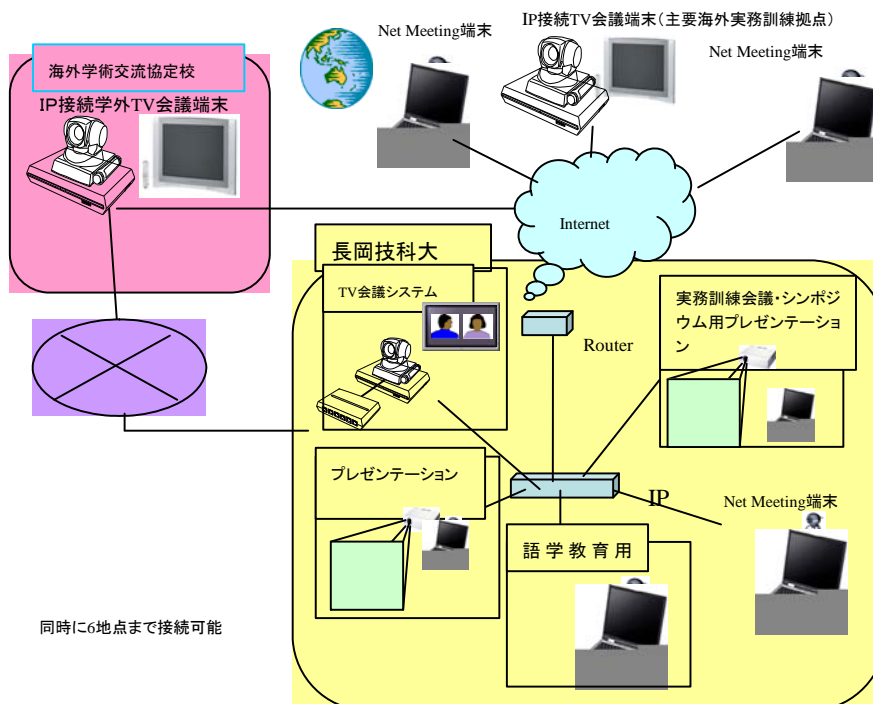 Net Meeting端末
IP接続TV会議端末(主要海外実務訓練拠点)
Net Meeting端末
海外学術交流協定校
IP接続学外TV会議端末
Internet
長岡技科大
TV会議システム
Router
実務訓練会議・シンポジ
ウム用プレゼンテーショ
ン
プレゼンテーション
IP
Net Meeting端末
語学教育用
同時に6地点まで接続可能